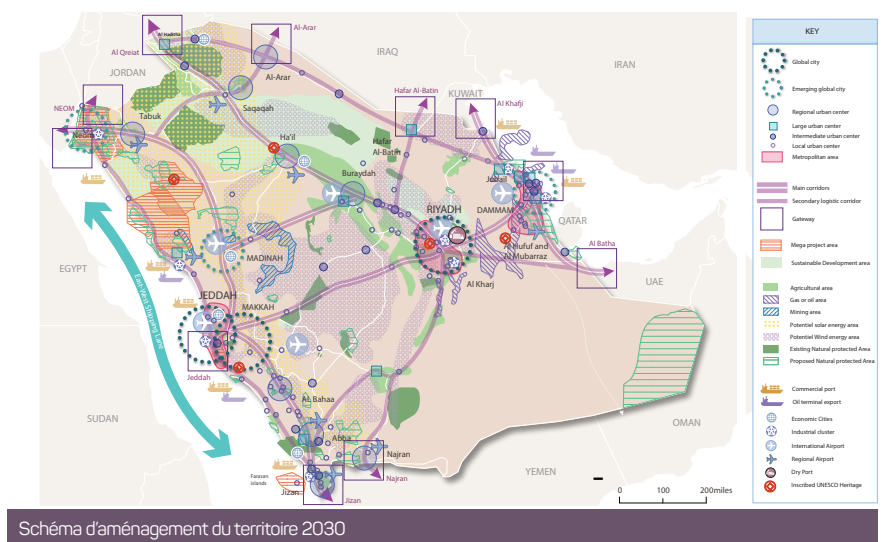 Al Haditha
Al-Arar
Al Qreiat
IRAQ
IRAN
JORDAN
Al-Arar
Hafar Al-Batin
KUWAIT
Al Khafji
NEOM
Saqaqah
Tabuk
Neom
Ha'il
Hafar
Al-Batin
Buraydah
Jubail
RIYADH
DAMMAM
QATAR
Al Batha
EGYPT
MADINAH
Al Hufuf and
Al Mubarraz
Al Kharj
UAE
East-West Shipping Lane
JEDDAH
MAKKAH
Jeddah
SUDAN
AL Bahaa
OMAN
Abha
Najran
YEMEN
Farasan
islands
Jizan
Najran
Jizan
0 100 200miles
KEY
Global city
Emerging global city
Regional urban center
Large urban center
Intermediate urban center
Local urban center
Metropolitan area
Main corridors
Secondary logistic corridor
Gateway
Mega project area
Sustainable Development area
Agricultural area
Gas or oil area
Mining area
Potentiel solar energy area
Potentiel Wind energy area
Existing Natural protected Area
Proposed Natural protected Area
Commercial port
Oil terminal export
Economic Cities
Industrial cluster
International Airport
Regional Airport
Dry Port
Inscribed UNESCO Heritage
Schéma d'aménagement du territoire 2030